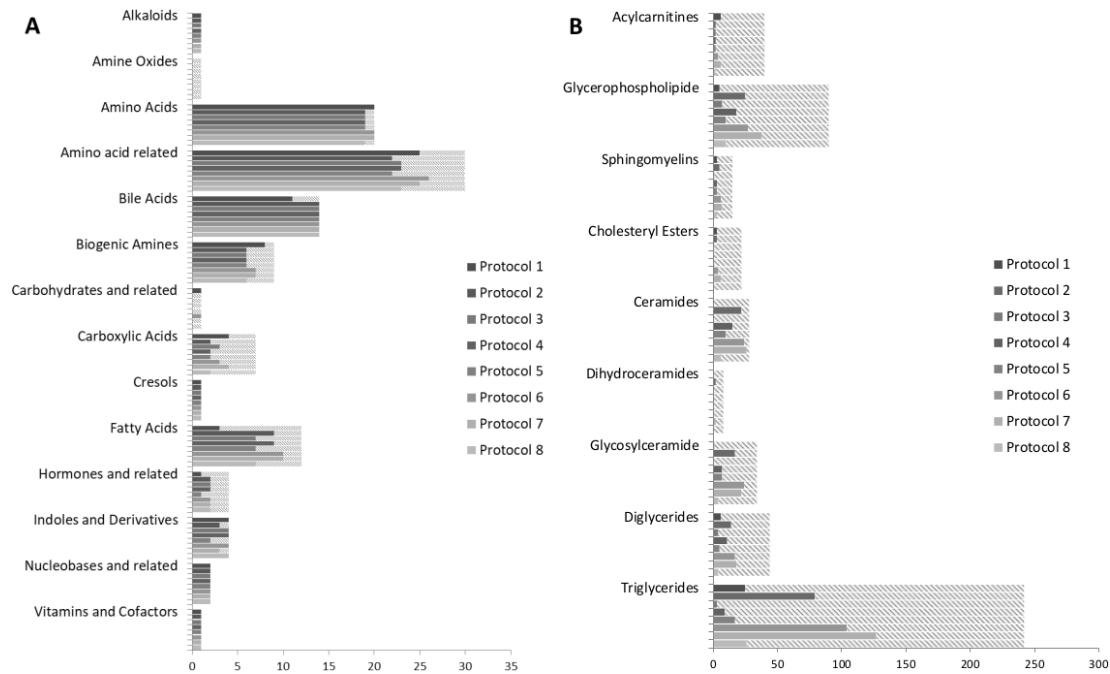 A
Alkaloids
Amine Oxides
Amino Acids
Amino acid related
Bile Acids
Biogenic Amines
Carbohydrates and related
Carboxylic Acids
Cresols
Fatty Acids
Hormones and related
Indoles and Derivatives
Nucleobases and related
Vitamins and Cofactors
Protocol 1
Protocol 2
Protocol 3
Protocol 4
Protocol 5
Protocol 6
Protocol 7
Protocol 8
0 5 10 15 20 25 30 35
B
Acylcarnitines
Glycerophospholipide
Sphingomyelins
Cholesteryl Esters
Ceramides
Dihydroceramides
Glycosylceramide
Diglycerides
Triglycerides
Protocol 1
Protocol 2
Protocol 3
Protocol 4
Protocol 5
Protocol 6
Protocol 7
Protocol 8
0 50 100 150 200 250 300